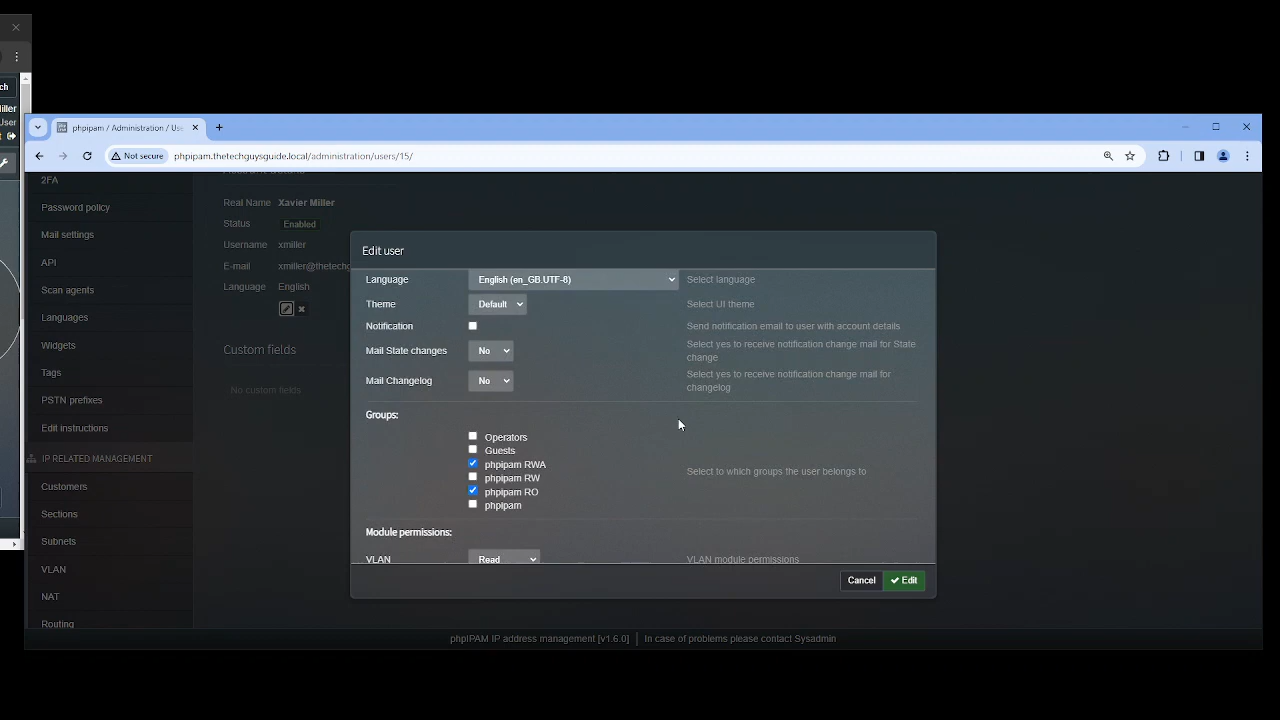 ch
iller
User
phpipam / Administration / Use
Not secure
phpipam.thetechguysguide.local/administration/users/15/
2FA
Password policy
Mail settings
API
Scan agents
Languages
Widgets
Tags
PSTN prefixes
Edit instructions
IP RELATED MANAGEMENT
Customers
Sections
Subnets
VLAN
NAT
Routing
Real Name Xavier Miller
Status Enabled
Username xmiller
E-mail xmiller@thetechg
Language English
Custom fields
No custom fields
Edit user
Language English (en_GB.UTF-8) Select language
Theme Default Select UI theme
Notification Send notification email to user with account details
Mail State changes No Select yes to receive notification change mail for State
change
Mail Changelog No Select yes to receive notification change mail for
changelog
Groups:
Operators
Guests
phpipam RWA
phpipam RW
phpipam RO
phpipam
Select to which groups the user belongs to
Module permissions:
VLAN Read VLAN module permissions
Cancel Edit
phpIPAM IP address management [v1.6.0] | In case of problems please contact Sysadmin